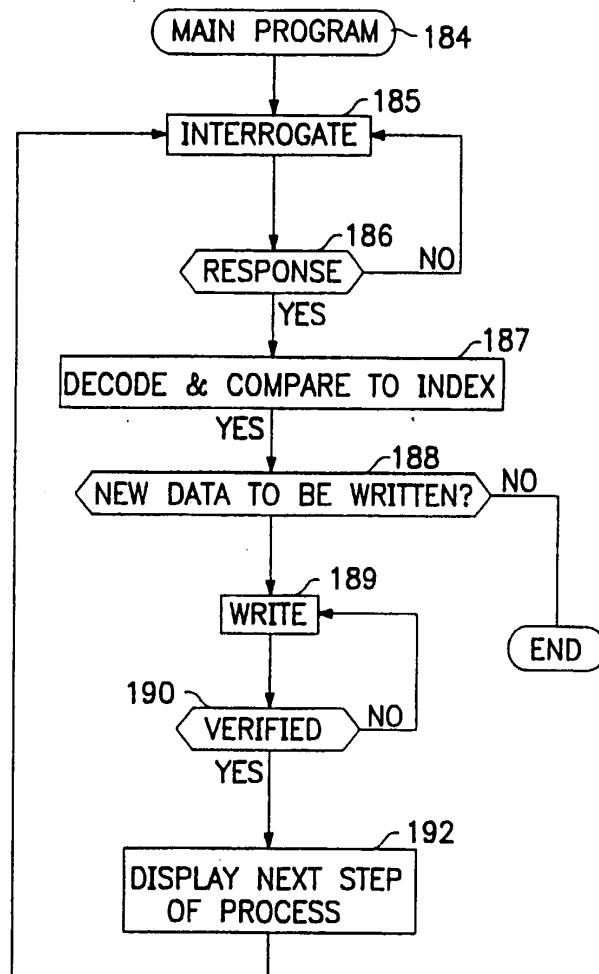 MAIN PROGRAM
184
185
INTERROGATE
186
RESPONSE
NO
YES
187
DECODE & COMPARE TO INDEX
YES
188
NEW DATA TO BE WRITTEN?
NO
189
WRITE
END
190
VERIFIED
NO
YES
192
DISPLAY NEXT STEP
OF PROCESS